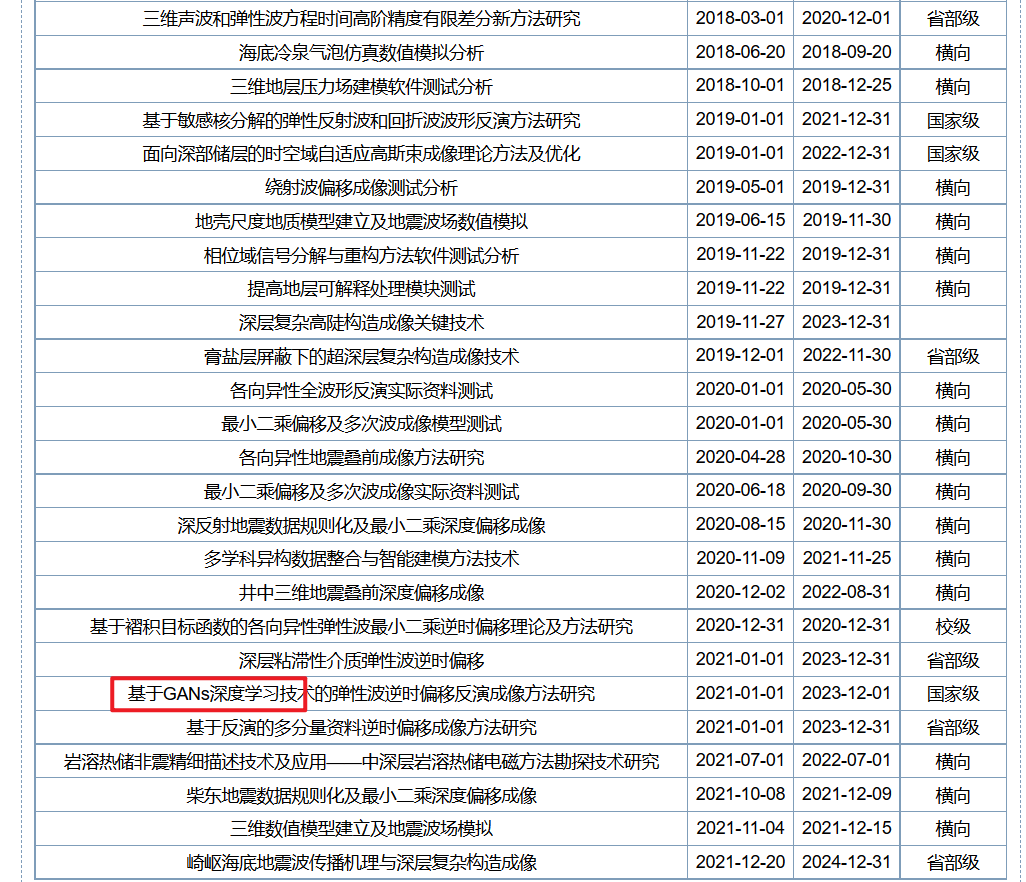 三维声波和弹性波方程时间高阶精度有限差分新方法研究 2018-03-01 2020-12-01 省部级
海底冷泉气泡仿真数值模拟分析 2018-06-20 2018-09-20 横向
三维地层压力场建模软件测试分析 2018-10-01 2018-12-25 横向
基于敏感核分解的弹性反射波和回折波波形反演方法研究 2019-01-01 2021-12-31 国家级
面向深部储层的时空域自适应高斯束成像理论方法及优化 2019-01-01 2022-12-31 国家级
绕射波偏移成像测试分析 2019-05-01 2019-12-31 横向
地壳尺度地质模型建立及地震波场数值模拟 2019-06-15 2019-11-30 横向
相位域信号分解与重构方法软件测试分析 2019-11-22 2019-12-31 横向
提高地层可解释处理模块测试 2019-11-22 2019-12-31 横向
深层复杂高陡构造成像关键技术 2019-11-27 2023-12-31
膏盐层屏蔽下的超深层复杂构造成像技术 2019-12-01 2022-11-30 省部级
各向异性全波形反演实际资料测试 2020-01-01 2020-05-30 横向
最小二乘偏移及多次波成像模型测试 2020-01-01 2020-05-30 横向
各向异性地震叠前成像方法研究 2020-04-28 2020-10-30 横向
最小二乘偏移及多次波成像实际资料测试 2020-06-18 2020-09-30 横向
深反射地震数据规则化及最小二乘深度偏移成像 2020-08-15 2020-11-30 横向
多学科异构数据整合与智能建模方法技术 2020-11-09 2021-11-25 横向
井中三维地震叠前深度偏移成像 2020-12-02 2022-08-31 横向
基于褶积目标函数的各向异性弹性波最小二乘逆时偏移理论及方法研究 2020-12-31 2020-12-31 校级
深层粘滞性介质弹性波逆时偏移 2021-01-01 2023-12-31 省部级
基于GANs深度学习技术的弹性波逆时偏移反演成像方法研究 2021-01-01 2023-12-01 国家级
基于反演的多分量资料逆时偏移成像方法研究 2021-01-01 2023-12-31 省部级
岩溶热储非震精细描述技术及应用——中深层岩溶热储电磁方法勘探技术研究 2021-07-01 2022-07-01 横向
柴东地震数据规则化及最小二乘深度偏移成像 2021-10-08 2021-12-09 横向
三维数值模型建立及地震波场模拟 2021-11-04 2021-12-15 横向
崎岖海底地震波传播机理与深层复杂构造成像 2021-12-20 2024-12-31 省部级